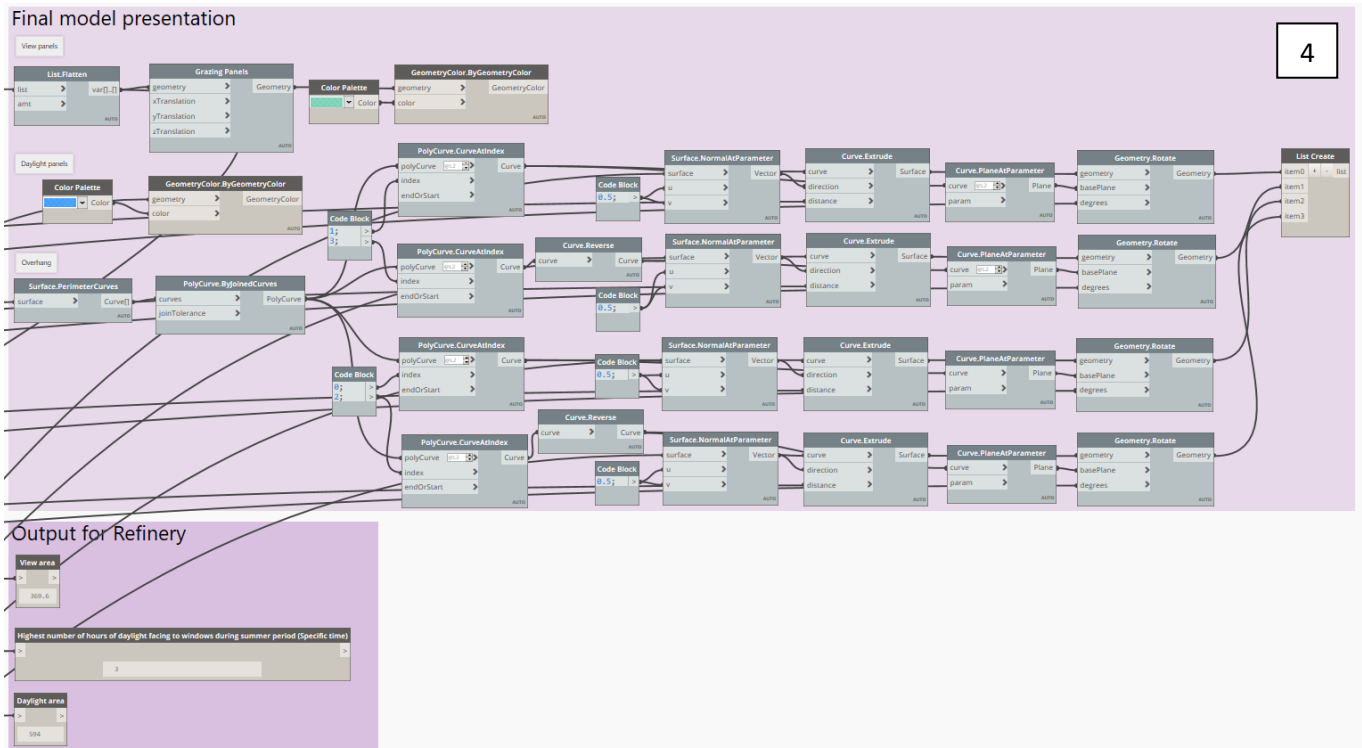 Final model presentation
4
View panels
List.Flatten
list > var[]..[]
amt >
AUTO
Grazing Panels
geometry > Geometry
xTranslation >
yTranslation >
zTranslation >
AUTO
Color Palette
Color
GeometryColor.ByGeometryColor
geometry > GeometryColor
color >
AUTO
Daylight panels
Color Palette
Color
GeometryColor.ByGeometryColor
geometry > GeometryColor
color >
AUTO
Overhang
Surface.PerimeterCurves
surface > Curve[]
AUTO
PolyCurve.ByJoinedCurves
curves > PolyCurve
joinTolerance >
AUTO
Code Block
1; >
3; >
Code Block
0; >
2; >
PolyCurve.CurveAtIndex
polyCurve > Curve
index >
endOrStart >
AUTO
Code Block
0.5; >
Surface.NormalAtParameter
surface > Vector
u >
v >
AUTO
Curve.Extrude
curve > Surface
direction >
distance >
AUTO
Curve.PlaneAtParameter
curve > Plane
param >
AUTO
Geometry.Rotate
geometry > Geometry
basePlane >
degrees >
AUTO
List Create
item0 + - list
item1
item2
item3
PolyCurve.CurveAtIndex
polyCurve > Curve
index >
endOrStart >
AUTO
Curve.Reverse
curve > Curve
AUTO
Code Block
0.5; >
Surface.NormalAtParameter
surface > Vector
u >
v >
AUTO
Curve.Extrude
curve > Surface
direction >
distance >
AUTO
Curve.PlaneAtParameter
curve > Plane
param >
AUTO
Geometry.Rotate
geometry > Geometry
basePlane >
degrees >
AUTO
PolyCurve.CurveAtIndex
polyCurve > Curve
index >
endOrStart >
AUTO
Code Block
0.5; >
Surface.NormalAtParameter
surface > Vector
u >
v >
AUTO
Curve.Extrude
curve > Surface
direction >
distance >
AUTO
Curve.PlaneAtParameter
curve > Plane
param >
AUTO
Geometry.Rotate
geometry > Geometry
basePlane >
degrees >
AUTO
PolyCurve.CurveAtIndex
polyCurve > Curve
index >
endOrStart >
AUTO
Curve.Reverse
curve > Curve
AUTO
Code Block
0.5; >
Surface.NormalAtParameter
surface > Vector
u >
v >
AUTO
Curve.Extrude
curve > Surface
direction >
distance >
AUTO
Curve.PlaneAtParameter
curve > Plane
param >
AUTO
Geometry.Rotate
geometry > Geometry
basePlane >
degrees >
AUTO
Output for Refinery
View area
> >
369.6
Highest number of hours of daylight facing to windows during summer period (Specific time)
> >
3
Daylight area
> >
594